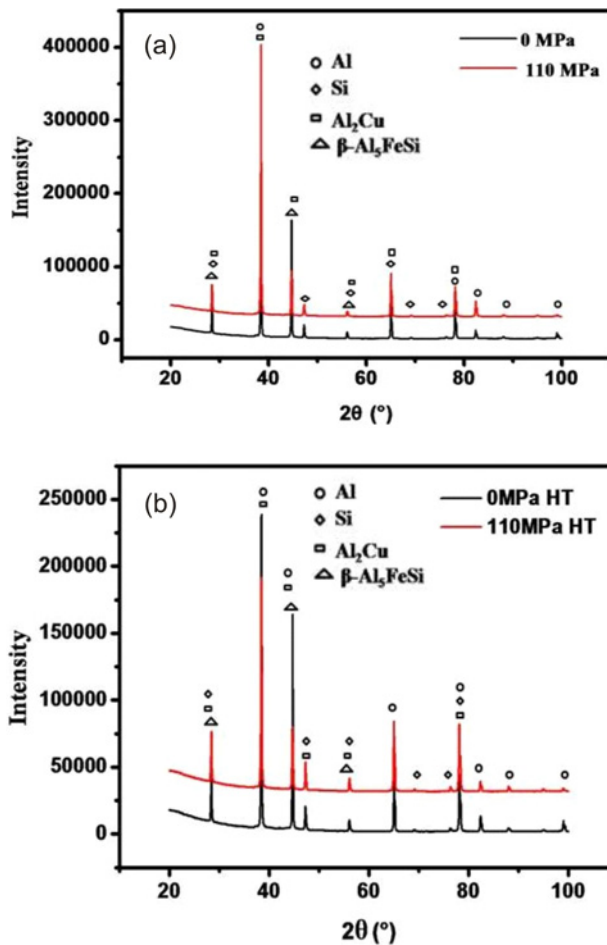 (a)
0 MPa
110 MPa
Al
Si
Al₂Cu
β-Al₅FeSi
Intensity
400000
300000
200000
100000
0
20 40 60 80 100
2θ (°)
(b)
0MPa HT
110MPa HT
Al
Si
Al₂Cu
β-Al₅FeSi
Intensity
250000
200000
150000
100000
50000
0
20 40 60 80 100
2θ (°)